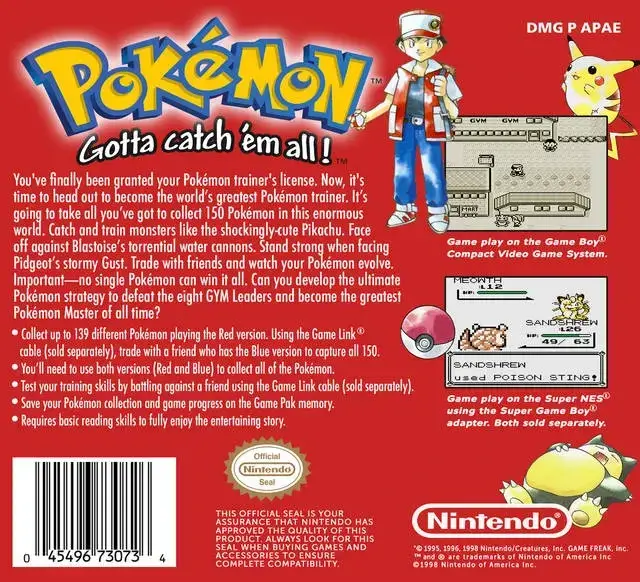 DMG P APAE
POKéMON™
Gotta catch 'em all!™
You've finally been granted your Pokémon trainer's license. Now, it's
time to head out to become the world's greatest Pokémon trainer. It's
going to take all you've got to collect 150 Pokémon in this enormous
world. Catch and train monsters like the shockingly-cute Pikachu. Face
off against Blastoise's torrential water cannons. Stand strong when facing
Pidgeot's stormy Gust. Trade with friends and watch your Pokémon evolve.
Important—no single Pokémon can win it all. Can you develop the ultimate
Pokémon strategy to defeat the eight GYM Leaders and become the greatest
Pokémon Master of all time?
• Collect up to 139 different Pokémon playing the Red version. Using the Game Link®
cable (sold separately), trade with a friend who has the Blue version to capture all 150.
• You'll need to use both versions (Red and Blue) to collect all of the Pokémon.
• Test your training skills by battling against a friend using the Game Link cable (sold separately).
• Save your Pokémon collection and game progress on the Game Pak memory.
• Requires basic reading skills to fully enjoy the entertaining story.
GYM GYM
MART
Game play on the Game Boy®
Compact Video Game System.
MEOWTH
:L12
HP:
SANDSHREW
:L26
HP:
49/ 63
SANDSHREW
used POISON STING!
Game play on the Super NES®
using the Super Game Boy®
adapter. Both sold separately.
0 45496 73073 4
Official
Nintendo
Seal
THIS OFFICIAL SEAL IS YOUR
ASSURANCE THAT NINTENDO HAS
APPROVED THE QUALITY OF THIS
PRODUCT. ALWAYS LOOK FOR THIS
SEAL WHEN BUYING GAMES AND
ACCESSORIES TO ENSURE
COMPLETE COMPATIBILITY.
Nintendo®
©1995, 1996, 1998 Nintendo/Creatures, Inc. GAME FREAK, Inc.
™and ® are trademarks of Nintendo of America Inc
©1998 Nintendo of America Inc.